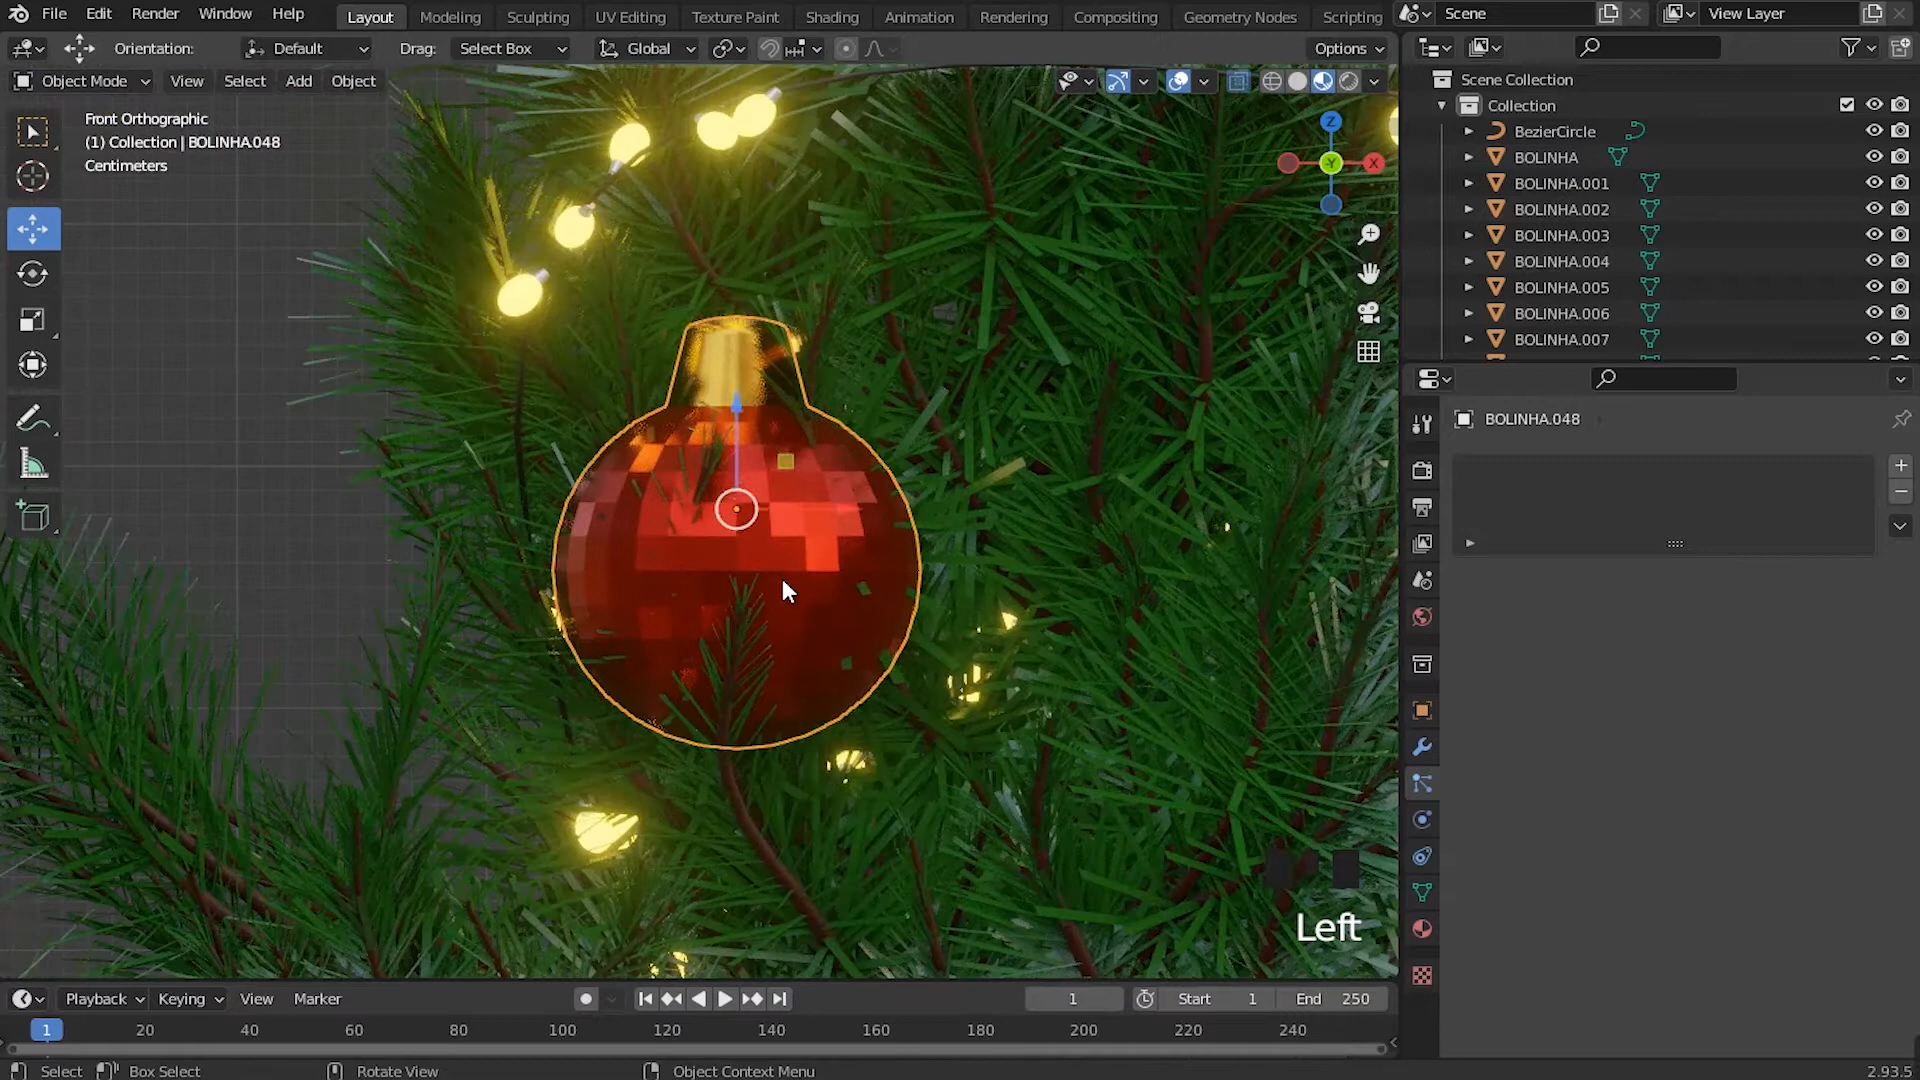 File Edit Render Window Help Layout Modeling Sculpting UV Editing Texture Paint Shading Animation Rendering Compositing Geometry Nodes Scripting Scene View Layer
Orientation: Default Drag: Select Box Global Options
Object Mode View Select Add Object
Scene Collection
Collection
Front Orthographic
(1) Collection | BOLINHA.048
Centimeters
Z
Y
X
BezierCircle
BOLINHA
BOLINHA.001
BOLINHA.002
BOLINHA.003
BOLINHA.004
BOLINHA.005
BOLINHA.006
BOLINHA.007
BOLINHA.048
Left
Playback Keying View Marker 1 Start 1 End 250
1 20 40 60 80 100 120 140 160 180 200 220 240
Select Box Select Rotate View Object Context Menu 2.93.5